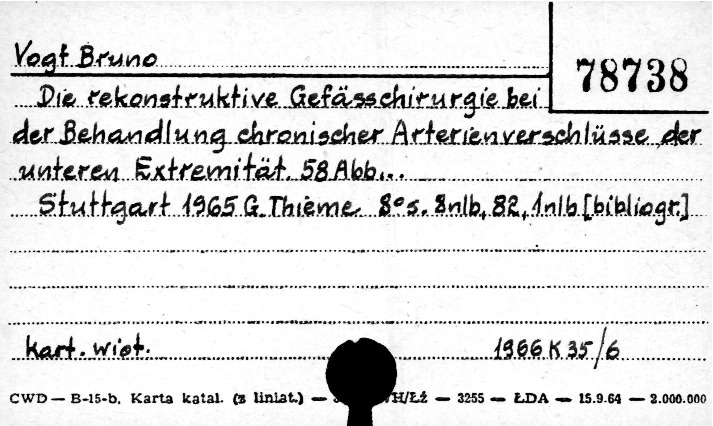 Vogt Bruno
78738
Die rekonstruktive Gefässchirurgie bei
der Behandlung chronischer Arterienverschlüsse der
unteren Extremität. 58 Abb...
Stuttgart 1965 G. Thieme 8° s. 8nlb, 82, 1nlb [bibliogr.]
kart. wiot. 1966 K 35/6
CWD — B-15-b. Karta katal. (z liniat.) — H/Łź — 3255 — ŁDA — 15.9.64 — 2.000.000